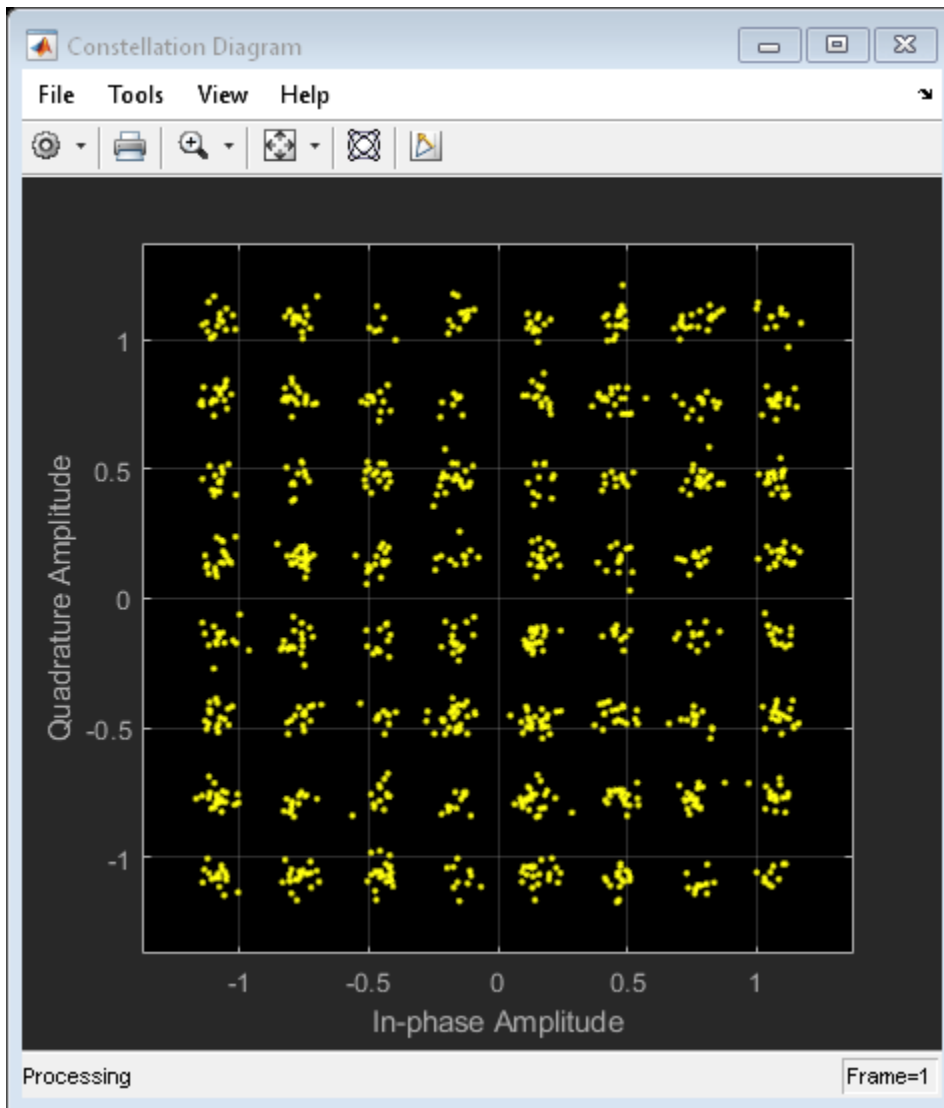 Constellation Diagram
File Tools View Help
1
0.5
0
-0.5
-1
Quadrature Amplitude
-1 -0.5 0 0.5 1
In-phase Amplitude
Processing Frame=1